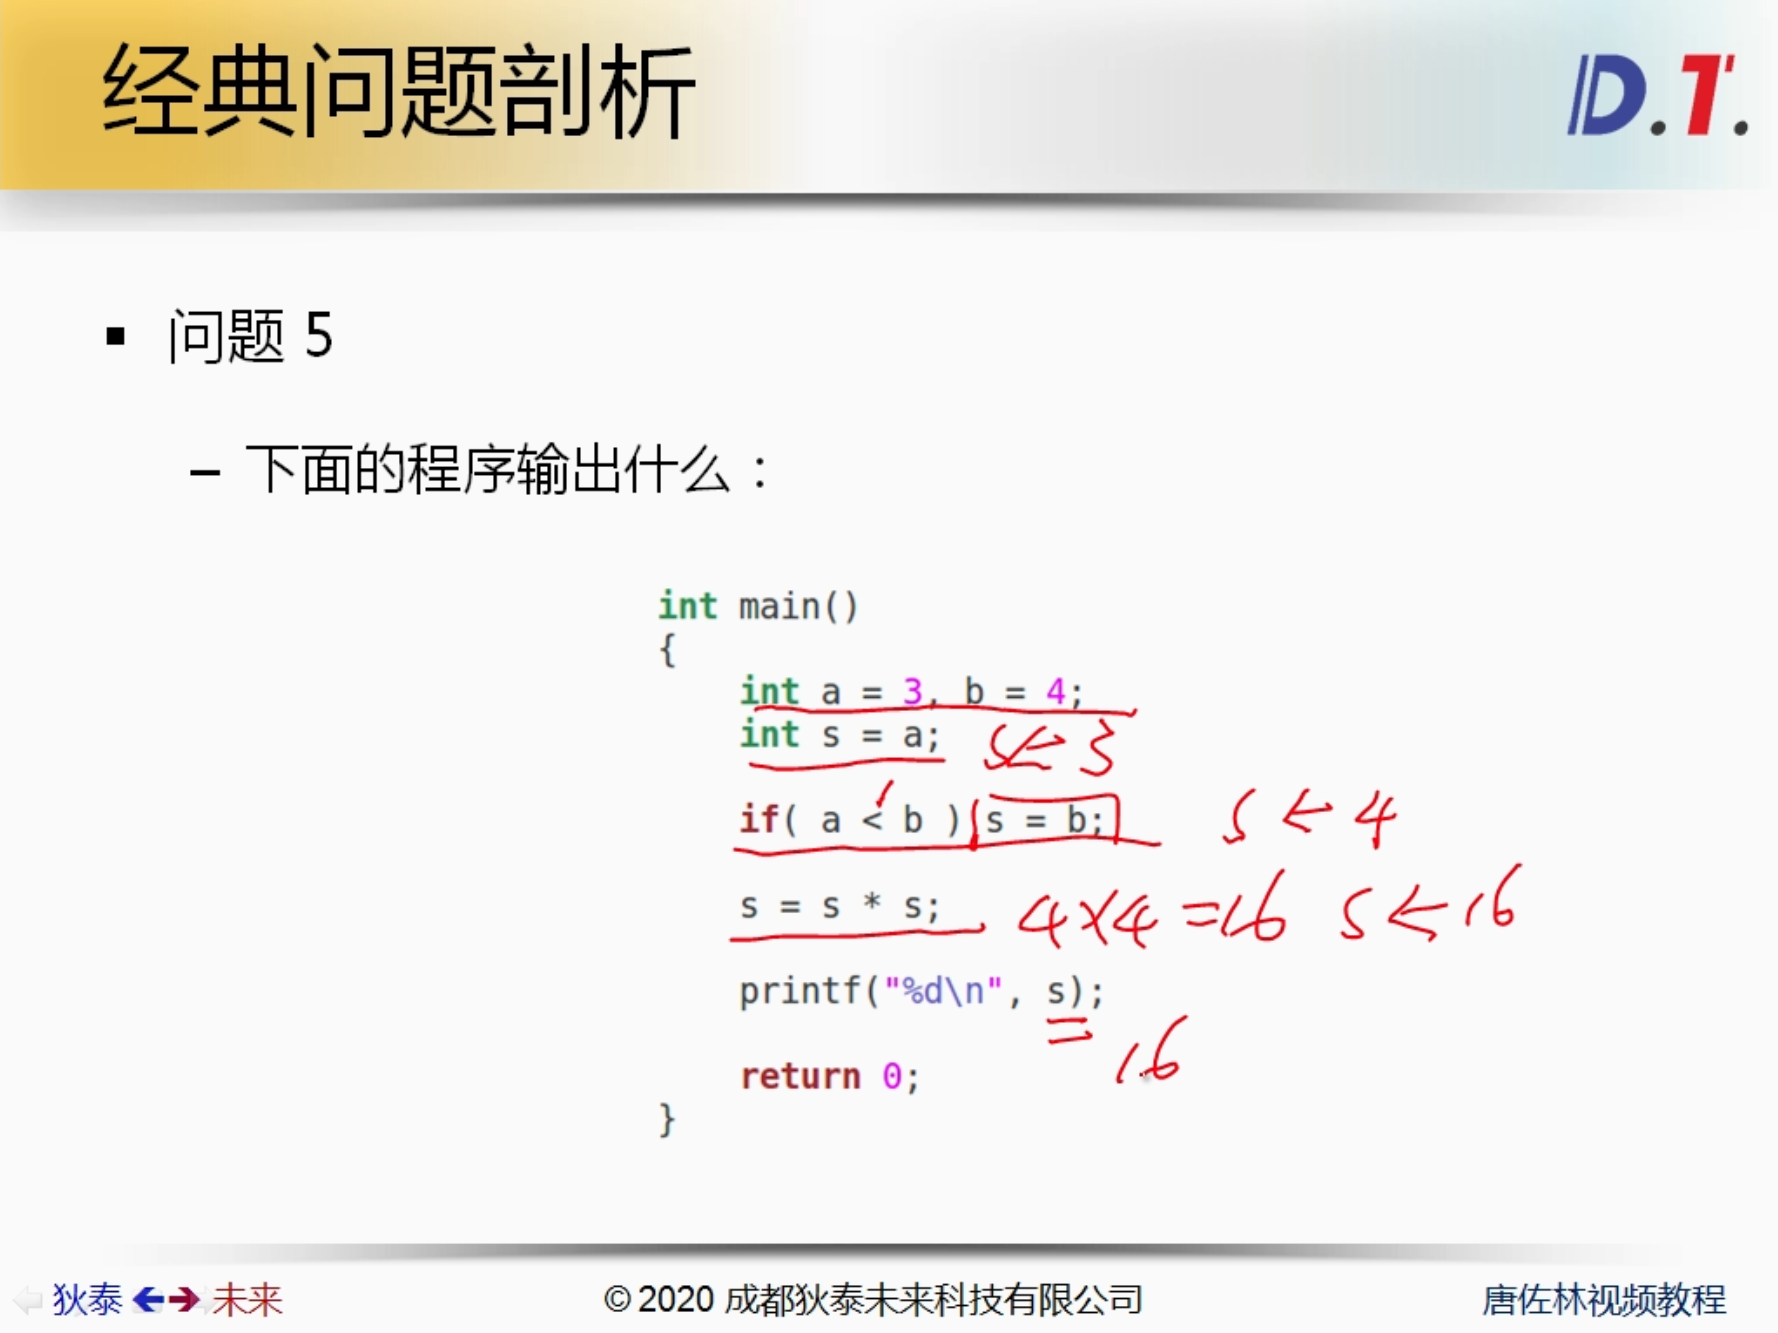 经典问题剖析
D.T.
▪ 问题 5
– 下面的程序输出什么：
int main()
{
int a = 3, b = 4;
int s = a; s ← 3
if( a < b ) s = b; s ← 4
s = s * s; 4×4 =16 s ← 16
printf("%d\n", s);
16
return 0;
}
狄泰 未来
© 2020 成都狄泰未来科技有限公司
唐佐林视频教程